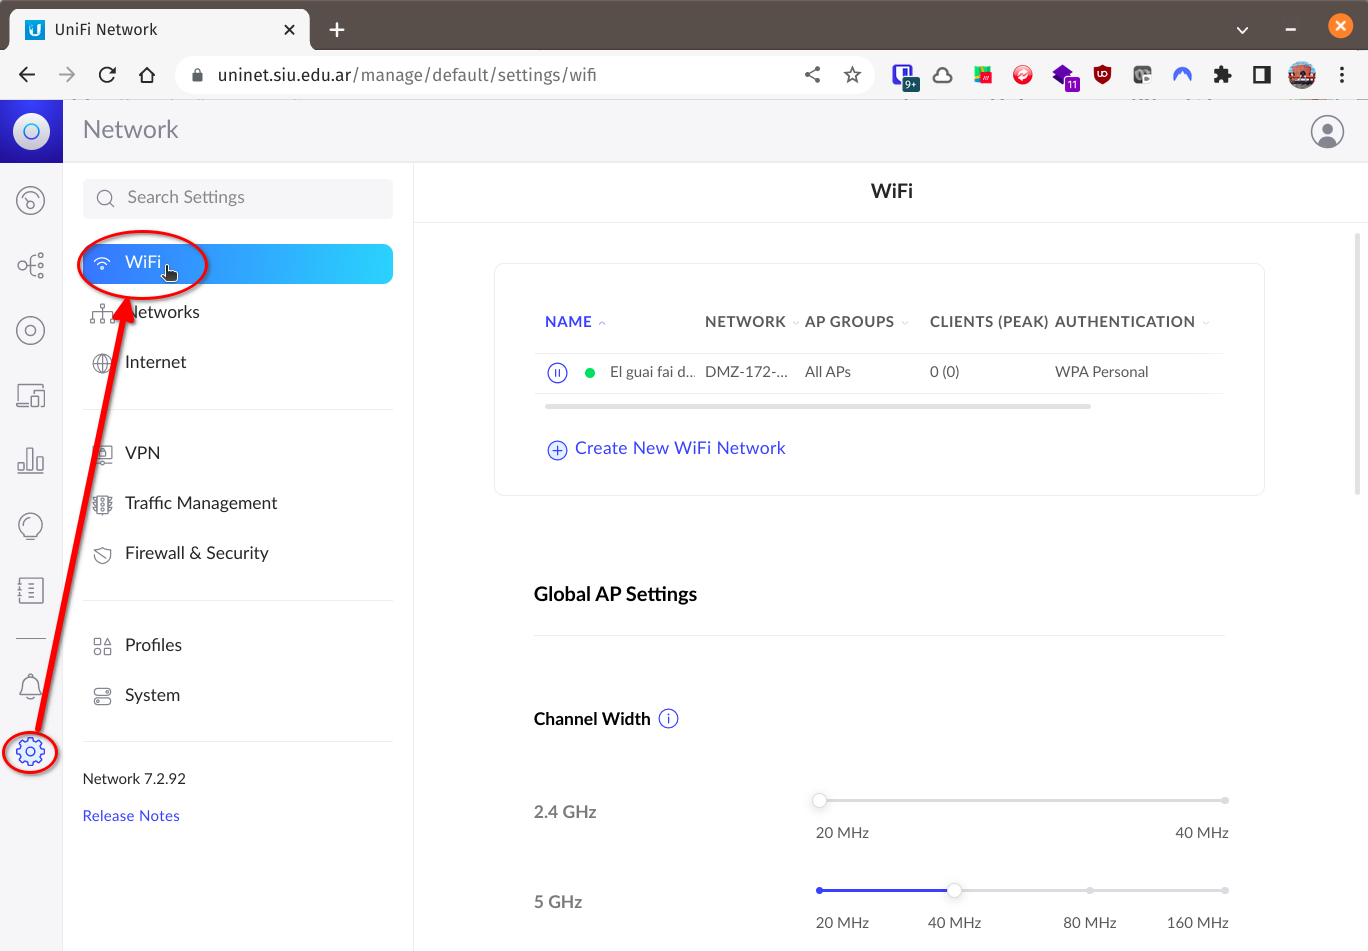 UniFi Network
uninet.siu.edu.ar/manage/default/settings/wifi
9+
11
Network
Search Settings
WiFi
Networks
Internet
VPN
Traffic Management
Firewall & Security
Profiles
System
Network 7.2.92
Release Notes
WiFi
NAME NETWORK AP GROUPS CLIENTS (PEAK) AUTHENTICATION
El guai fai d... DMZ-172-... All APs 0 (0) WPA Personal
Create New WiFi Network
Global AP Settings
Channel Width
2.4 GHz
20 MHz 40 MHz
5 GHz
20 MHz 40 MHz 80 MHz 160 MHz